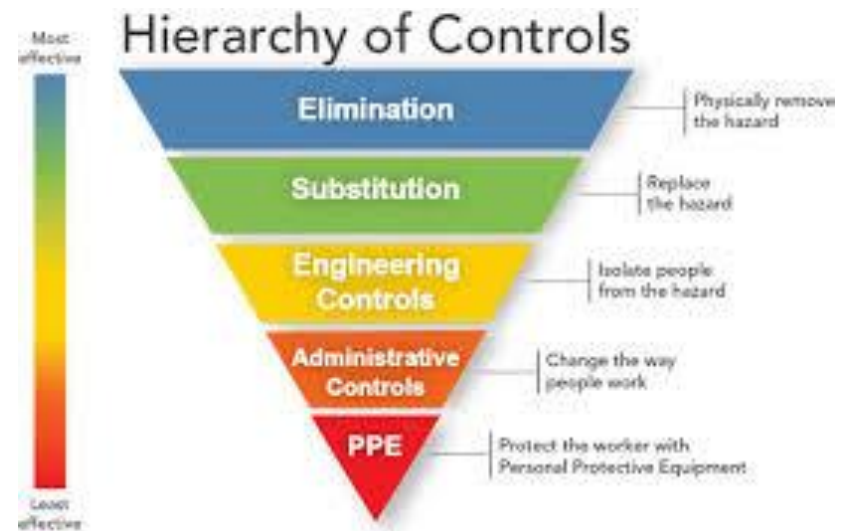 Hierarchy of Controls
Most
effective
Elimination
Physically remove
the hazard
Substitution
Replace
the hazard
Engineering
Controls
Isolate people
from the hazard
Administrative
Controls
Change the way
people work
PPE
Protect the worker with
Personal Protective Equipment
Least
effective